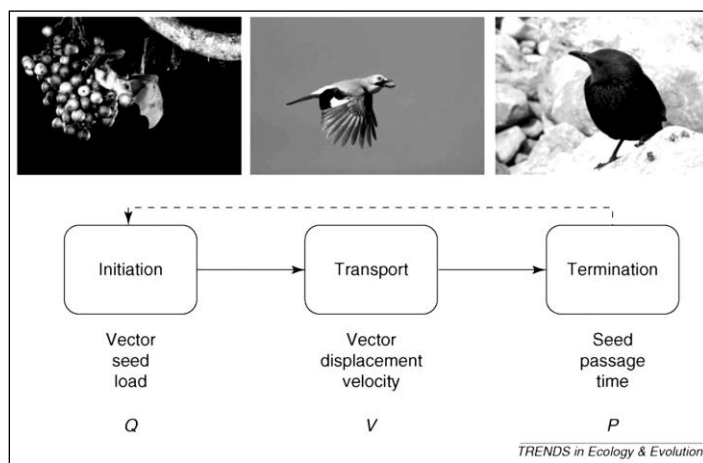 Initiation
Transport
Termination
Vector
seed
load
Vector
displacement
velocity
Seed
passage
time
Q
V
P
TRENDS in Ecology & Evolution